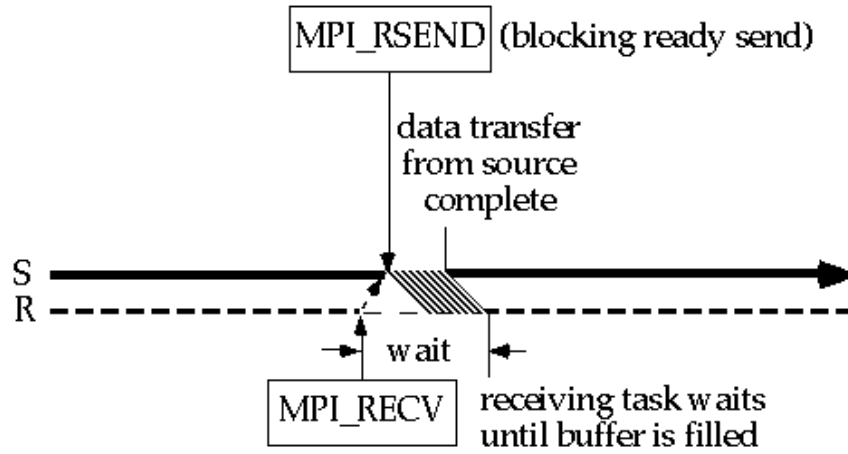 MPI_RSEND (blocking ready send)
data transfer
from source
complete
S
R
wait
MPI_RECV
receiving task waits
until buffer is filled